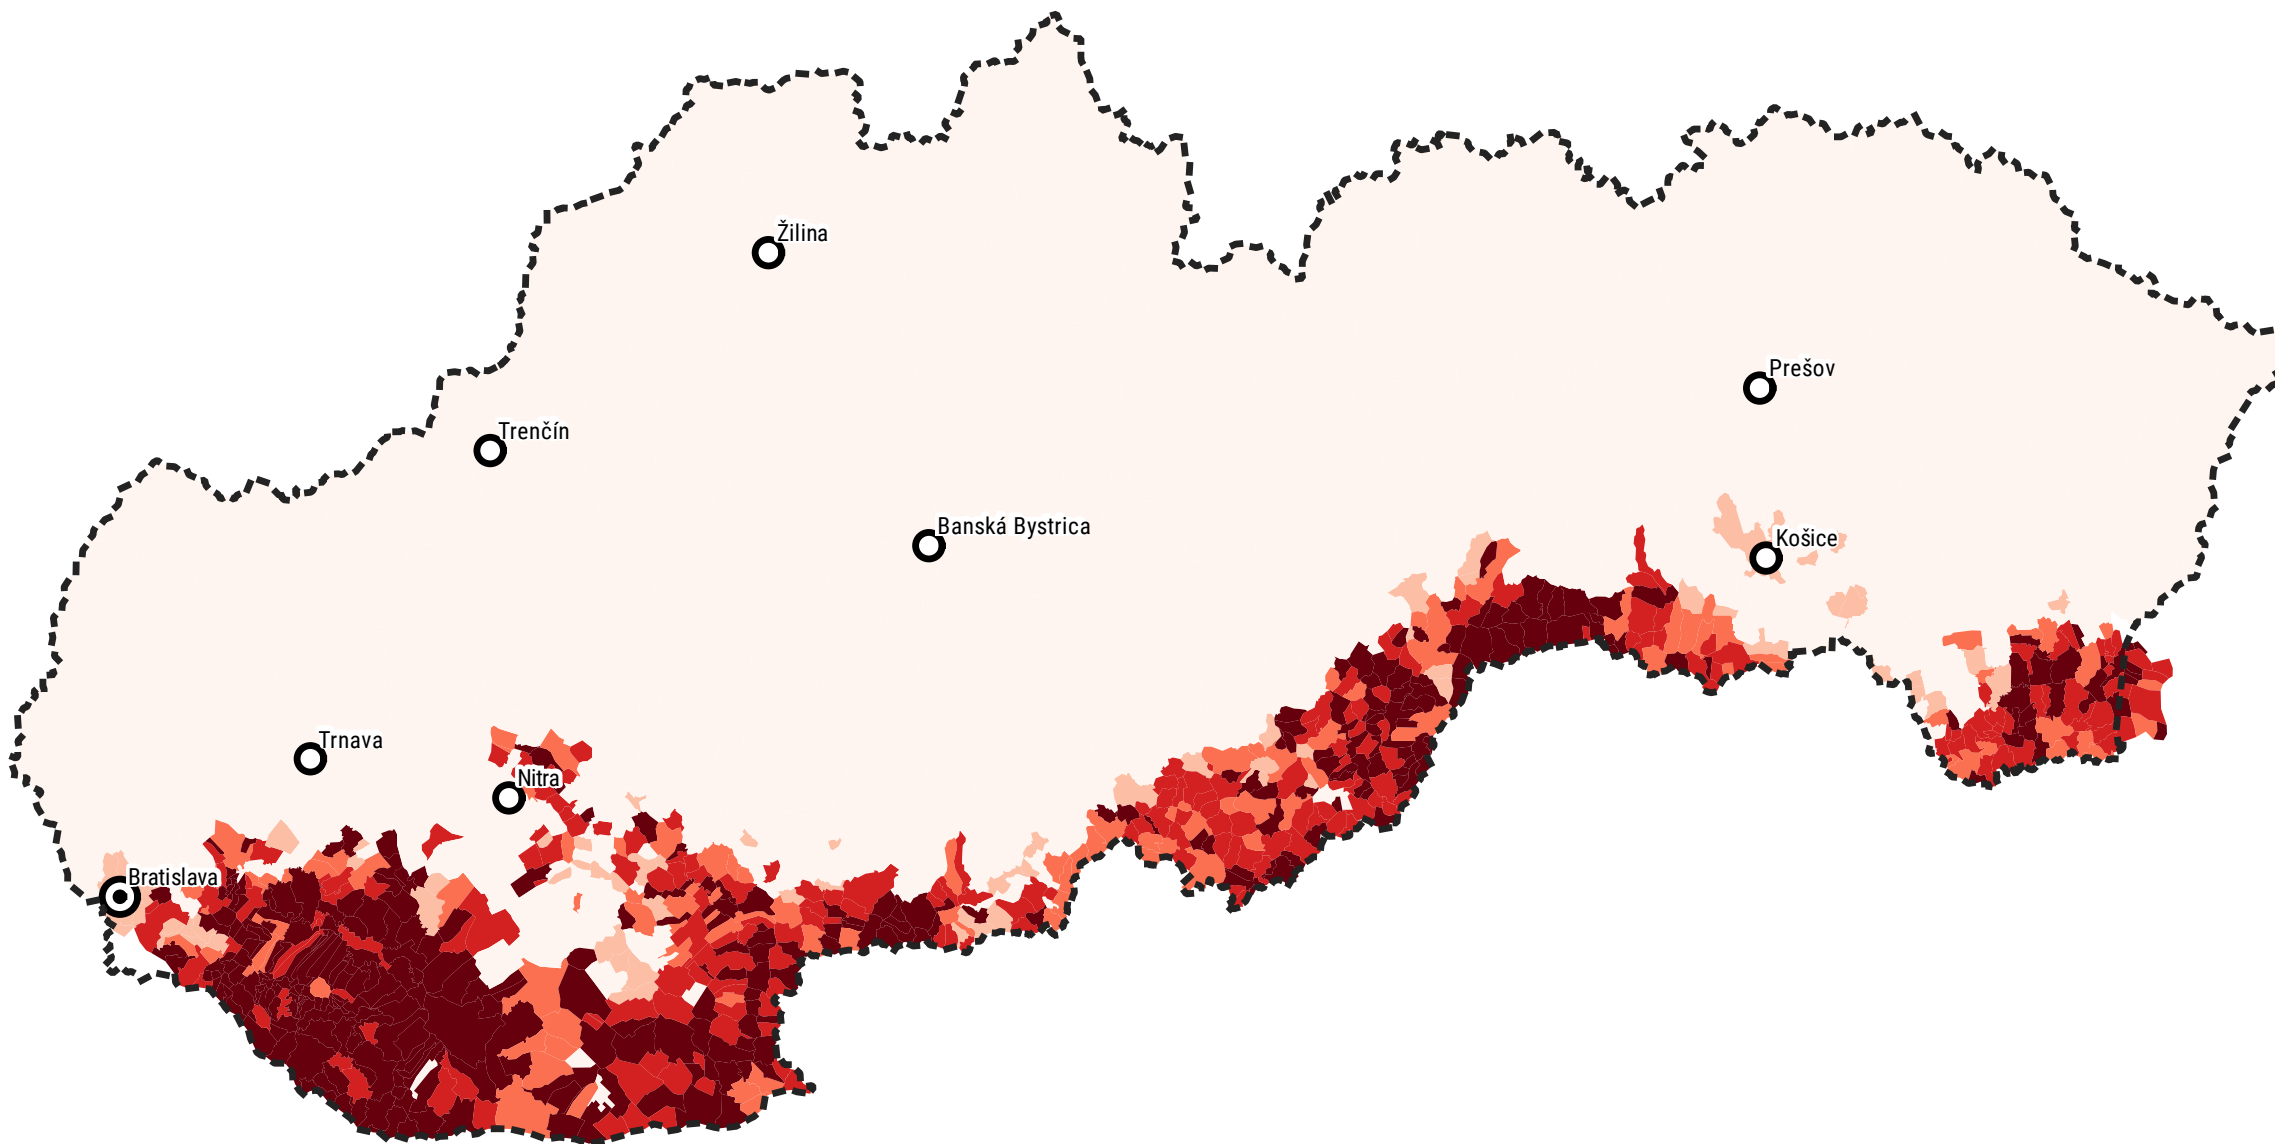 Žilina
Prešov
Trenčín
Banská Bystrica
Košice
Trnava
Nitra
Bratislava